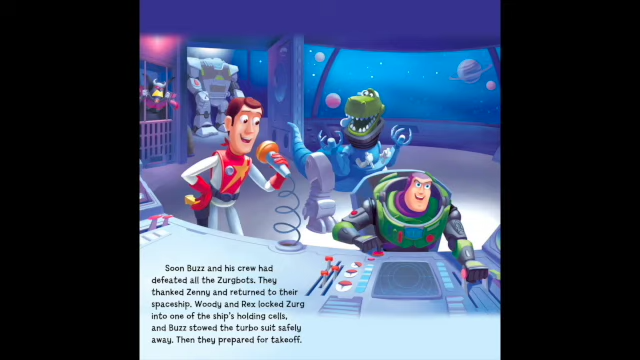 Soon Buzz and his crew had
defeated all the Zurgbots. They
thanked Zenny and returned to their
spaceship. Woody and Rex locked Zurg
into one of the ship's holding cells,
and Buzz stowed the turbo suit safely
away. Then they prepared for takeoff.